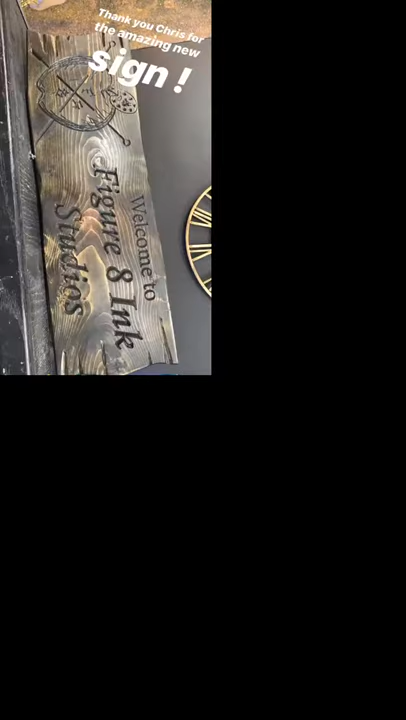 Thank you Chris for
the amazing new
sign !
Welcome to
Figure 8 Ink
Studios